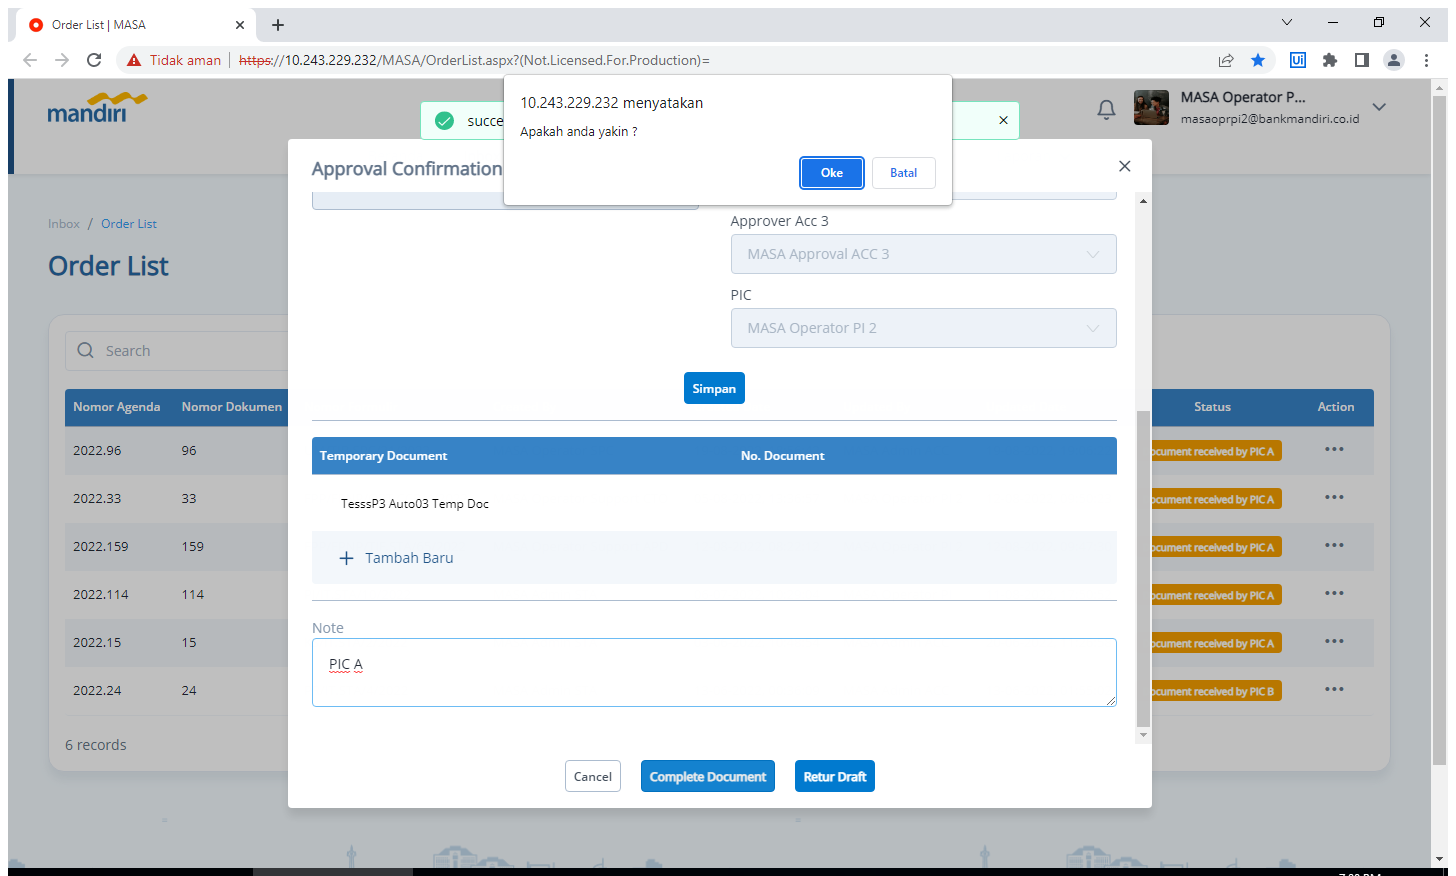 Order List | MASA
Tidak aman
https://10.243.229.232/MASA/OrderList.aspx?(Not.Licensed.For.Production)=
mandiri
succe
10.243.229.232 menyatakan
Apakah anda yakin ?
Oke
Batal
MASA Operator P...
masaoprpi2@bankmandiri.co.id
Approval Confirmation
Inbox / Order List
Order List
Search
Approver Acc 3
MASA Approval ACC 3
PIC
MASA Operator PI 2
Simpan
Nomor Agenda Nomor Dokumen Status Action
2022.96 96 ocument received by PIC A
2022.33 33 ocument received by PIC A
2022.159 159 ocument received by PIC A
2022.114 114 ocument received by PIC A
2022.15 15 ocument received by PIC A
2022.24 24 ocument received by PIC B
6 records
Temporary Document No. Document
TesssP3 Auto03 Temp Doc
Tambah Baru
Note
PIC A
Cancel
Complete Document
Retur Draft